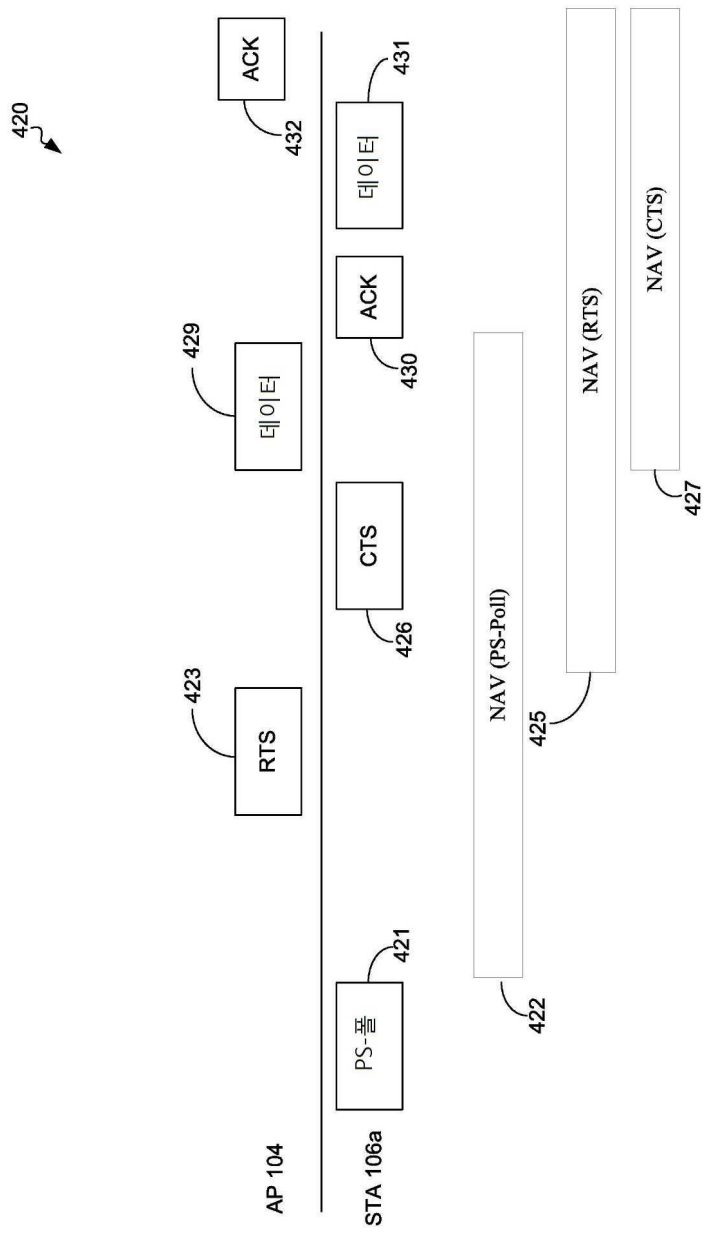 420
AP 104
RTS
423
데이터
429
ACK
432
STA 106a
PS-폴
421
CTS
426
ACK
430
데이터
431
NAV (PS-Poll)
422
NAV (RTS)
425
NAV (CTS)
427